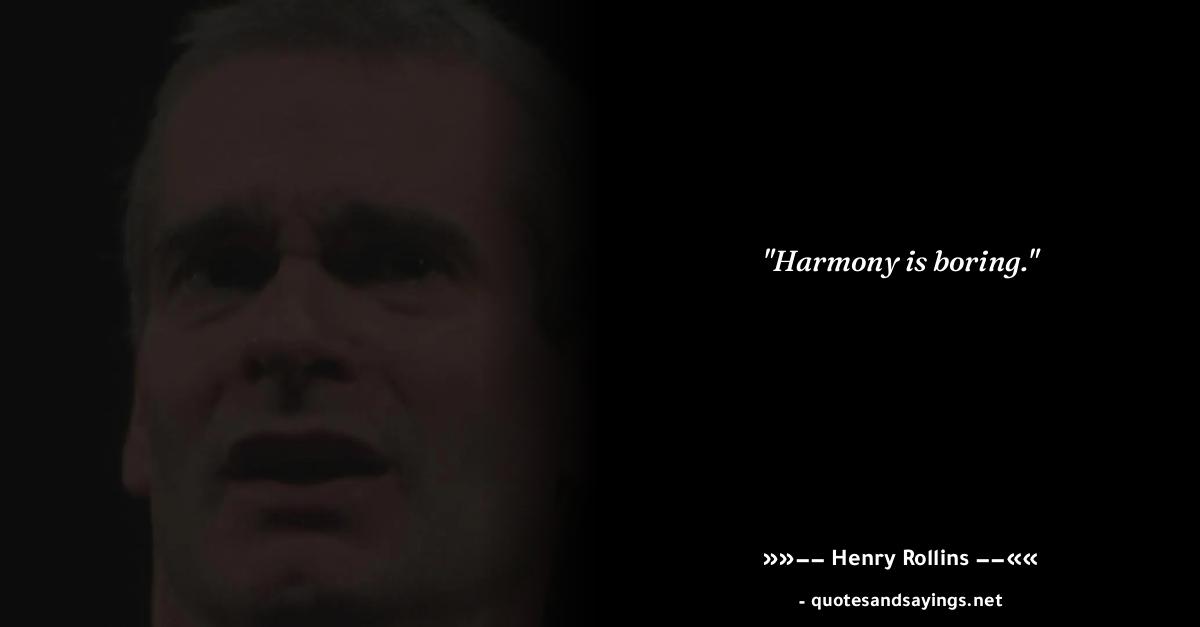 "Harmony is boring."
»»–– Henry Rollins ––««
- quotesandsayings.net